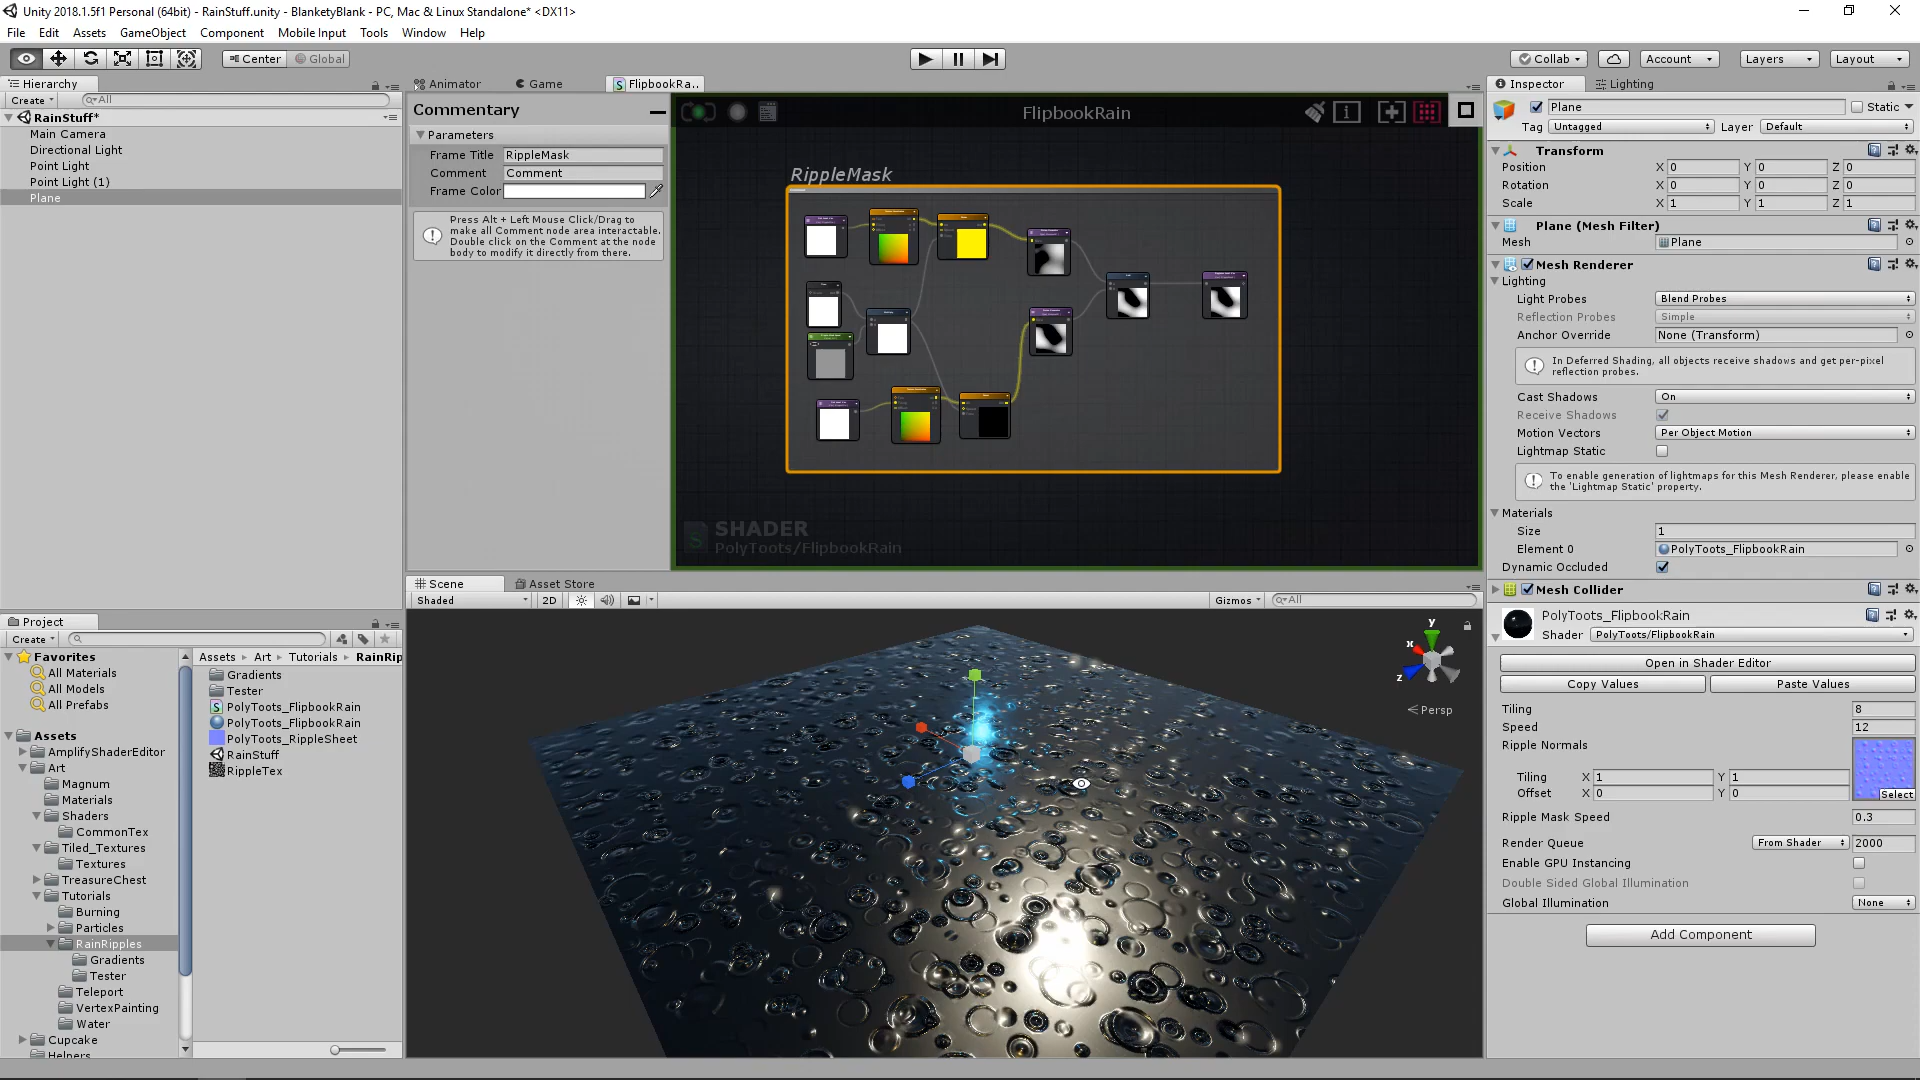 Unity 2018.1.5f1 Personal (64bit) - RainStuff.unity - BlanketyBlank - PC, Mac & Linux Standalone* <DX11>
File Edit Assets GameObject Component Mobile Input Tools Window Help
Center Global Collab Account Layers Layout
Hierarchy
Create All
RainStuff*
Main Camera
Directional Light
Point Light
Point Light (1)
Plane
Animator Game FlipbookRa..
Commentary
Parameters
Frame Title RippleMask
Comment Comment
Frame Color
Press Alt + Left Mouse Click/Drag to
make all Comment node area interactable.
Double click on the Comment at the node
body to modify it directly from there.
FlipbookRain
RippleMask
SHADER
PolyToots/FlipbookRain
Scene Asset Store
Shaded 2D Gizmos All
y
x
z
Persp
Project
Create
Favorites
All Materials
All Models
All Prefabs
Assets
AmplifyShaderEditor
Art
Magnum
Materials
Shaders
CommonTex
Tiled_Textures
Textures
TreasureChest
Tutorials
Burning
Particles
RainRipples
Gradients
Tester
Teleport
VertexPainting
Water
Cupcake
Helpers
Assets Art Tutorials RainRip
Gradients
Tester
PolyToots_FlipbookRain
PolyToots_FlipbookRain
PolyToots_RippleSheet
RainStuff
RippleTex
Inspector Lighting
Plane Static
Tag Untagged Layer Default
Transform
Position X 0 Y 0 Z 0
Rotation X 0 Y 0 Z 0
Scale X 1 Y 1 Z 1
Plane (Mesh Filter)
Mesh Plane
Mesh Renderer
Lighting
Light Probes Blend Probes
Reflection Probes Simple
Anchor Override None (Transform)
In Deferred Shading, all objects receive shadows and get per-pixel
reflection probes.
Cast Shadows On
Receive Shadows
Motion Vectors Per Object Motion
Lightmap Static
To enable generation of lightmaps for this Mesh Renderer, please enable
the 'Lightmap Static' property.
Materials
Size 1
Element 0 PolyToots_FlipbookRain
Dynamic Occluded
Mesh Collider
PolyToots_FlipbookRain
Shader PolyToots/FlipbookRain
Open in Shader Editor
Copy Values Paste Values
Tiling 8
Speed 12
Ripple Normals
Tiling X 1 Y 1
Offset X 0 Y 0
Select
Ripple Mask Speed 0.3
Render Queue From Shader 2000
Enable GPU Instancing
Double Sided Global Illumination
Global Illumination None
Add Component